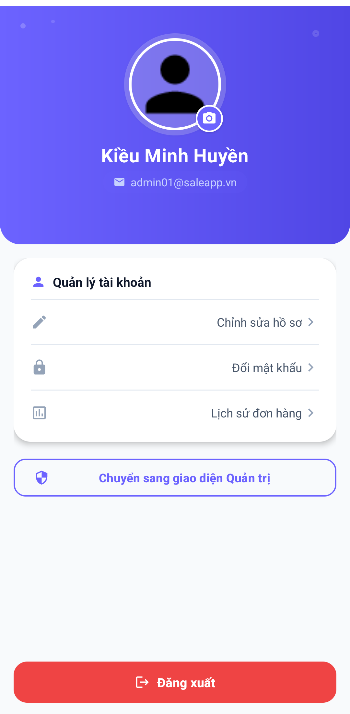 Kiều Minh Huyền
admin01@saleapp.vn
Quản lý tài khoản
Chỉnh sửa hồ sơ
Đổi mật khẩu
Lịch sử đơn hàng
Chuyển sang giao diện Quản trị
Đăng xuất